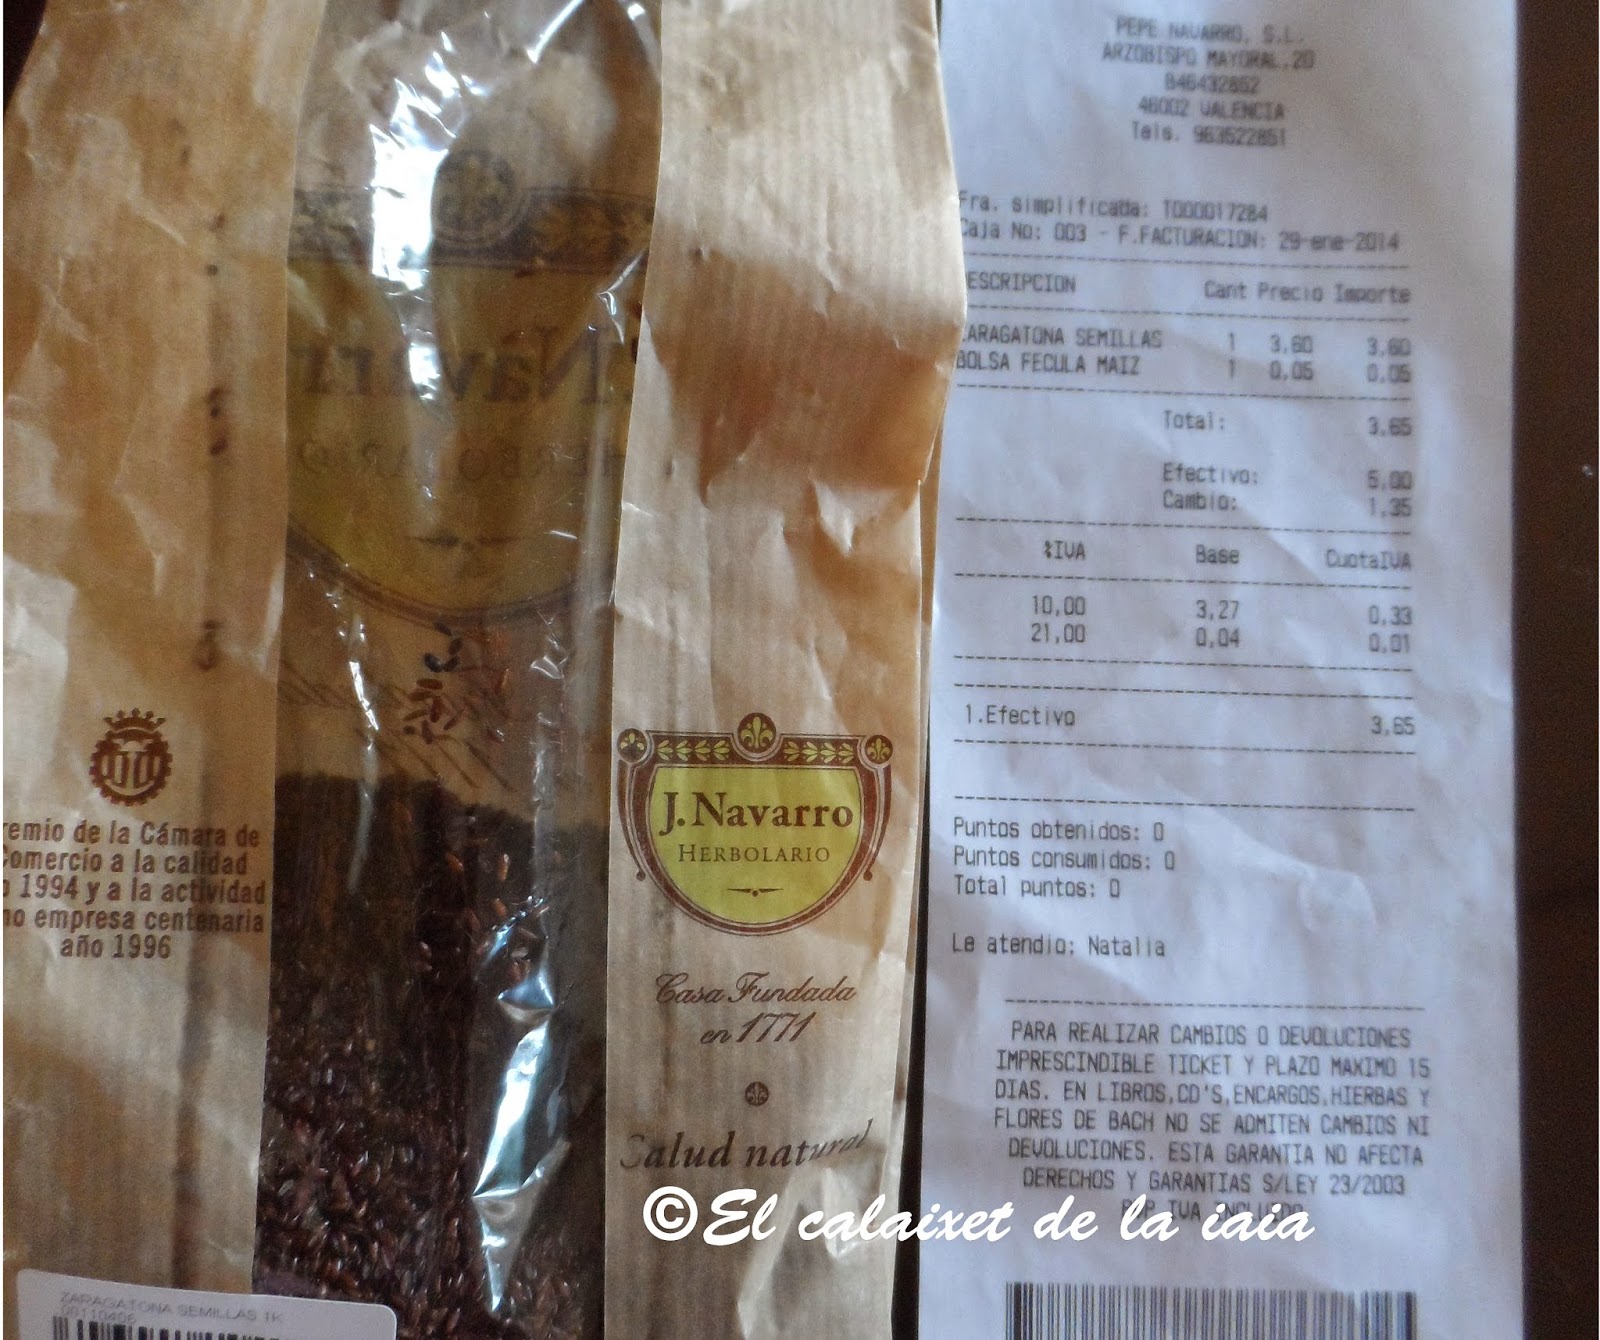 remio de la Cámara de
omercio a la calidad
o 1994 y a la actividad
mo empresa centenaria
año 1996
ZARAGATONA SEMILLAS 1K
00110406
J. Navarro
HERBOLARIO
Casa Fundada
en 1771
Salud natural
PEPE NAVARRO, S.L.
ARZOBISPO MAYORAL,20
B46432852
46002 VALENCIA
Tels. 963522851
Fra. simplificada: T000017284
Caja No: 003 - F.FACTURACION: 29-ene-2014
ESCRIPCION Cant Precio Importe
ARAGATONA SEMILLAS 1 3,60 3,60
BOLSA FECULA MAIZ 1 0,05 0,05
Total: 3,65
Efectivo: 5,00
Cambio: 1,35
%IVA Base CuotaIVA
10,00 3,27 0,33
21,00 0,04 0,01
1.Efectivo 3,65
Puntos obtenidos: 0
Puntos consumidos: 0
Total puntos: 0
Le atendio: Natalia
PARA REALIZAR CAMBIOS O DEVOLUCIONES
IMPRESCINDIBLE TICKET Y PLAZO MAXIMO 15
DIAS. EN LIBROS,CD'S,ENCARGOS,HIERBAS Y
FLORES DE BACH NO SE ADMITEN CAMBIOS NI
DEVOLUCIONES. ESTA GARANTIA NO AFECTA
DERECHOS Y GARANTIAS S/LEY 23/2003
IVA INCLUIDO
©El calaixet de la iaia